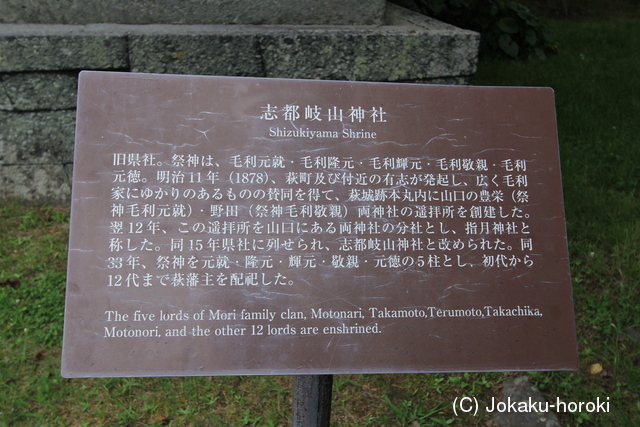 志都岐山神社
Shizukiyama Shrine
旧県社。祭神は、毛利元就・毛利隆元・毛利輝元・毛利敬親・毛利
元徳。明治11年（1878）、萩町及び付近の有志が発起し、広く毛利
家にゆかりのあるものの賛同を得て、萩城跡本丸内に山口の豊栄（祭
神毛利元就）・野田（祭神毛利敬親）両神社の遥拝所を創建した。
翌12年、この遥拝所を山口にある両神社の分社とし、指月神社と
称した。同15年県社に列せられ、志都岐山神社と改められた。同
33年、祭神を元就・隆元・輝元・敬親・元徳の5柱とし、初代から
12代まで萩藩主を配祀した。
The five lords of Mori family clan, Motonari, Takamoto,Terumoto,Takachika,
Motonori, and the other 12 lords are enshrined.
(C) Jokaku-horoki